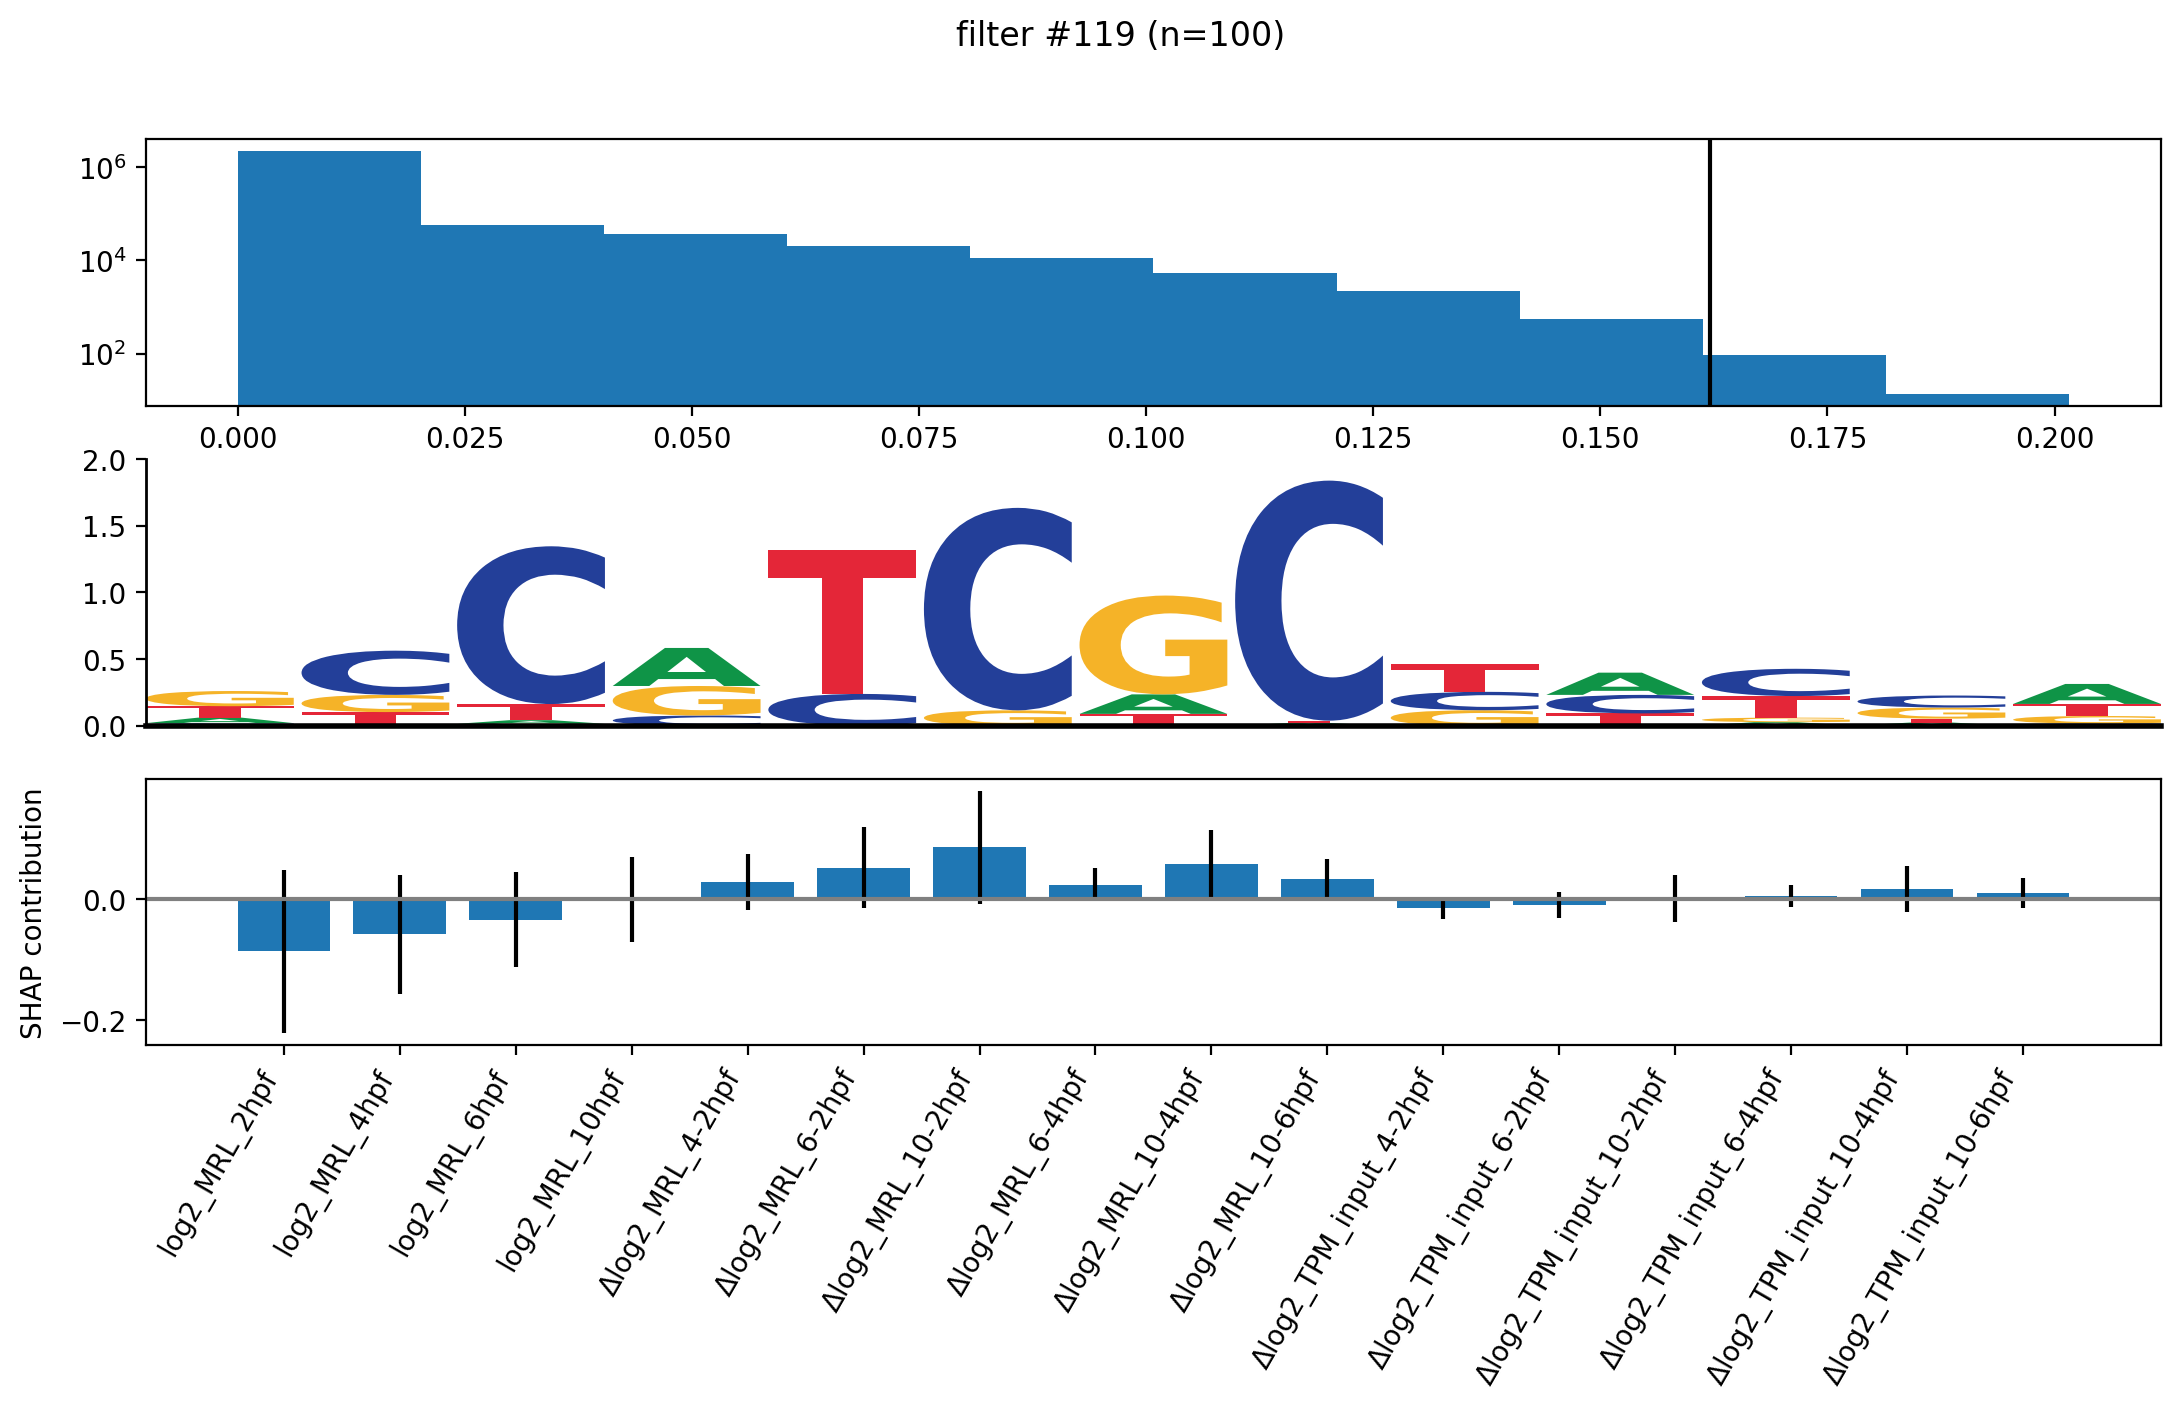 filter #119 (n=100)
10^6
10^4
10^2
0.000 0.025 0.050 0.075 0.100 0.125 0.150 0.175 0.200
2.0
1.5
1.0
0.5
0.0
SHAP contribution
0.0
−0.2
log2_MRL_2hpf
log2_MRL_4hpf
log2_MRL_6hpf
log2_MRL_10hpf
Δlog2_MRL_4-2hpf
Δlog2_MRL_6-2hpf
Δlog2_MRL_10-2hpf
Δlog2_MRL_6-4hpf
Δlog2_MRL_10-4hpf
Δlog2_MRL_10-6hpf
Δlog2_TPM_input_4-2hpf
Δlog2_TPM_input_6-2hpf
Δlog2_TPM_input_10-2hpf
Δlog2_TPM_input_6-4hpf
Δlog2_TPM_input_10-4hpf
Δlog2_TPM_input_10-6hpf